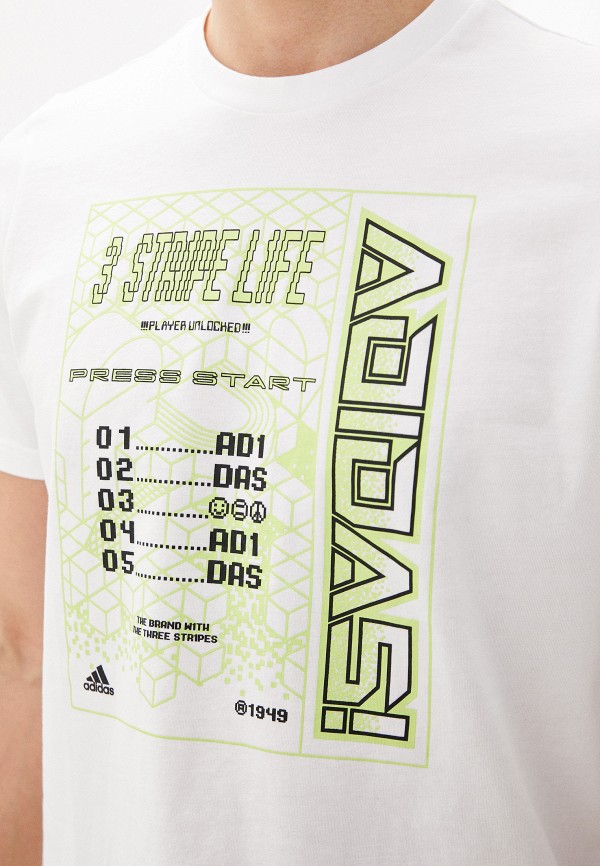 3 STRIPE LIFE
!!!PLAYER UNLOCKED!!!
PRESS START
01.............AD1
02.............DAS
03.............
04.............AD1
05.............DAS
THE BRAND WITH
THE THREE STRIPES
adidas
®1949
ADIDAS!